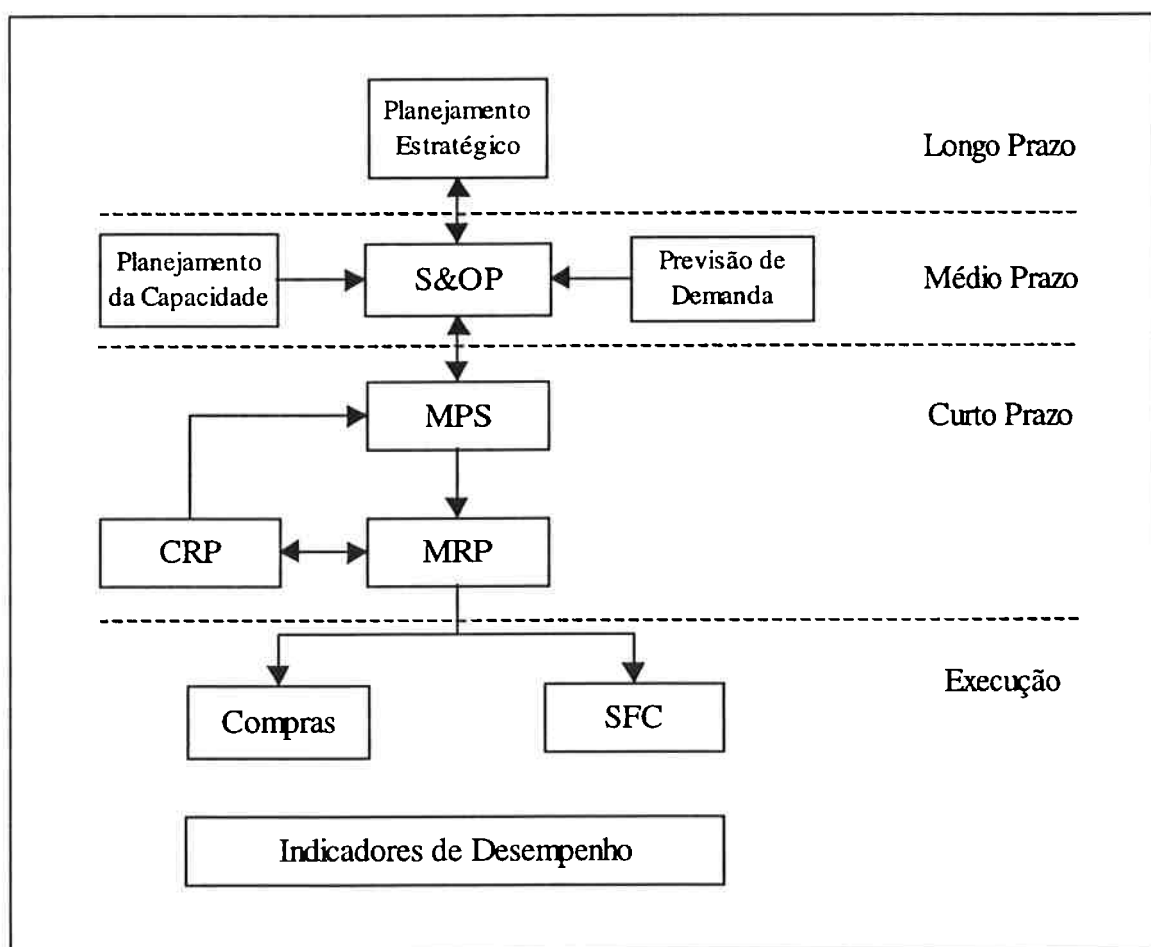 Planejamento
Estratégico
Longo Prazo
Planejamento
da Capacidade
S&OP
Previsão de
Demanda
Médio Prazo
MPS
Curto Prazo
CRP
MRP
Execução
Compras
SFC
Indicadores de Desempenho